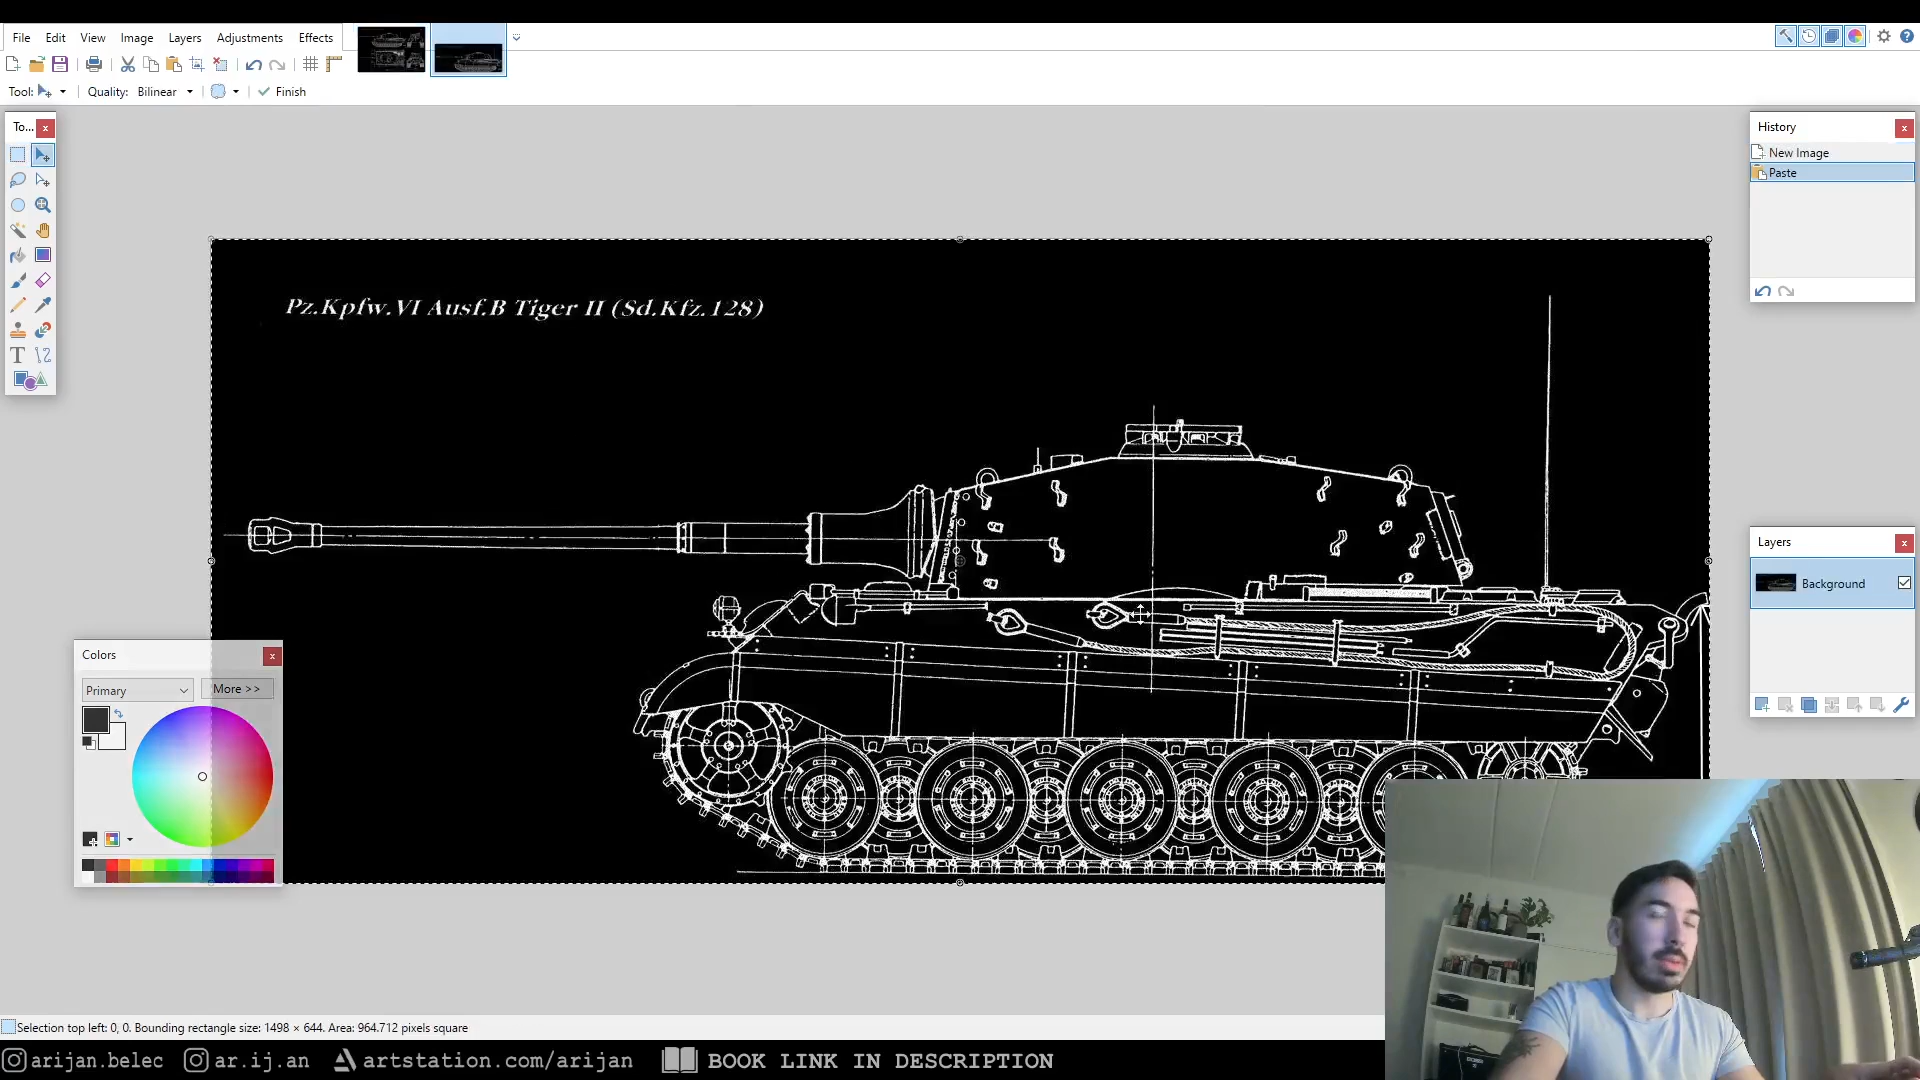 File Edit View Image Layers Adjustments Effects
Tool: Quality: Bilinear Finish
To...
History
New Image
Paste
Pz.Kpfw.VI Ausf.B Tiger II (Sd.Kfz.128)
Layers
Background
Colors
Primary More >>
Selection top left: 0, 0. Bounding rectangle size: 1498 × 644. Area: 964.712 pixels square
arijan.belec ar.ij.an artstation.com/arijan BOOK LINK IN DESCRIPTION